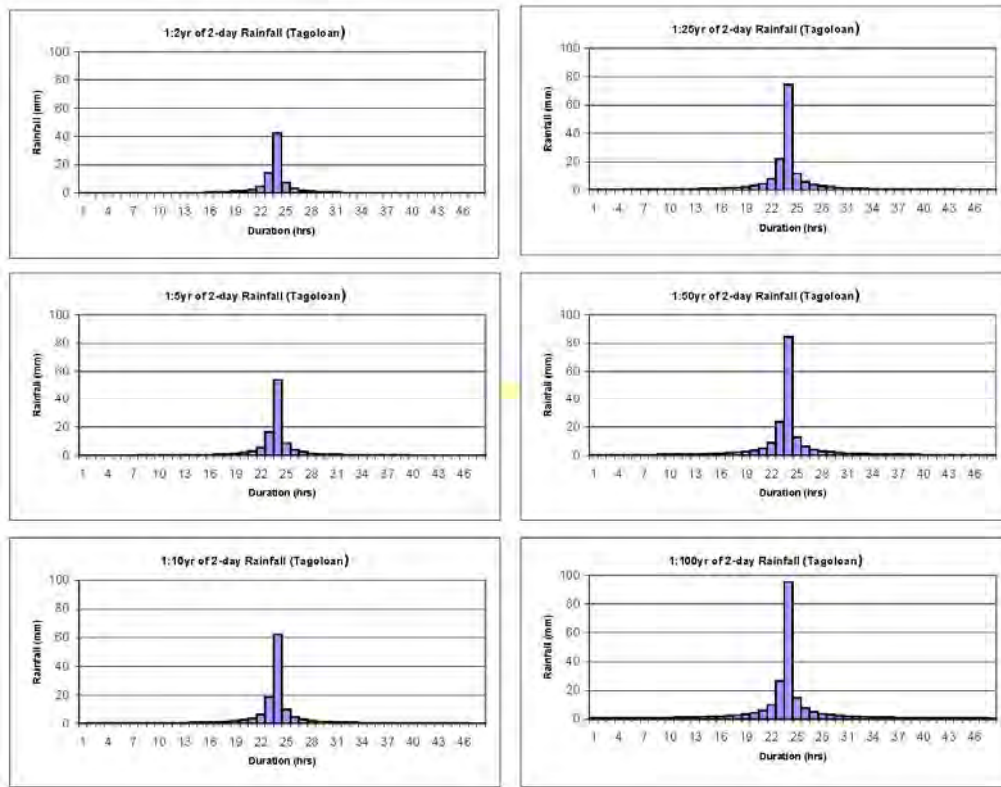 1:2yr of 2-day Rainfall (Tagoloan)
100
80
60
40
20
0
Rainfall (mm)
1 4 7 10 13 16 19 22 25 28 31 34 37 40 43 46
Duration (hrs)
1:25yr of 2-day Rainfall (Tagoloan)
100
80
60
40
20
0
Rainfall (mm)
1 4 7 10 13 16 19 22 25 28 31 34 37 40 43 46
Duration (hrs)
1:5yr of 2-day Rainfall (Tagoloan)
100
80
60
40
20
0
Rainfall (mm)
1 4 7 10 13 16 19 22 25 28 31 34 37 40 43 46
Duration (hrs)
1:50yr of 2-day Rainfall (Tagoloan)
100
80
60
40
20
0
Rainfall (mm)
1 4 7 10 13 16 19 22 25 28 31 34 37 40 43 46
Duration (hrs)
1:10yr of 2-day Rainfall (Tagoloan)
100
80
60
40
20
0
Rainfall (mm)
1 4 7 10 13 16 19 22 25 28 31 34 37 40 43 46
Duration (hrs)
1:100yr of 2-day Rainfall (Tagoloan)
100
80
60
40
20
0
Rainfall (mm)
1 4 7 10 13 16 19 22 25 28 31 34 37 40 43 46
Duration (hrs)